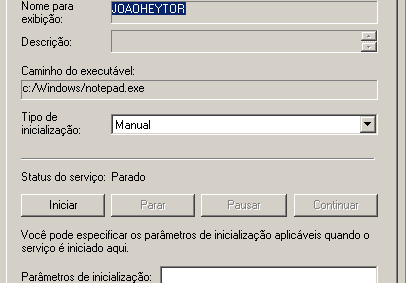 Nome para
exibição:
JOAOHEYTOR
Descrição:
Caminho do executável:
c:/Windows/notepad.exe
Tipo de
inicialização:
Manual
Status do serviço: Parado
Iniciar Parar Pausar Continuar
Você pode especificar os parâmetros de inicialização aplicáveis quando o
serviço é iniciado aqui.
Parâmetros de inicialização: